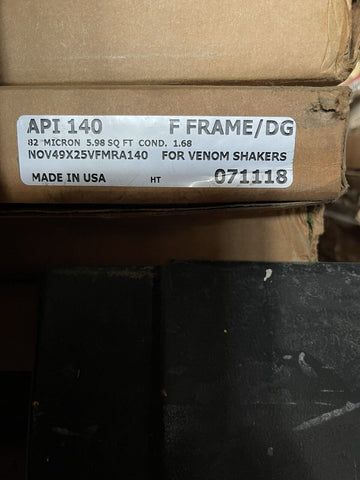 API 140 F FRAME/DG
82 MICRON 5.98 SQ FT COND. 1.68
NOV49X25VFMRA140 FOR VENOM SHAKERS
MADE IN USA HT 071118